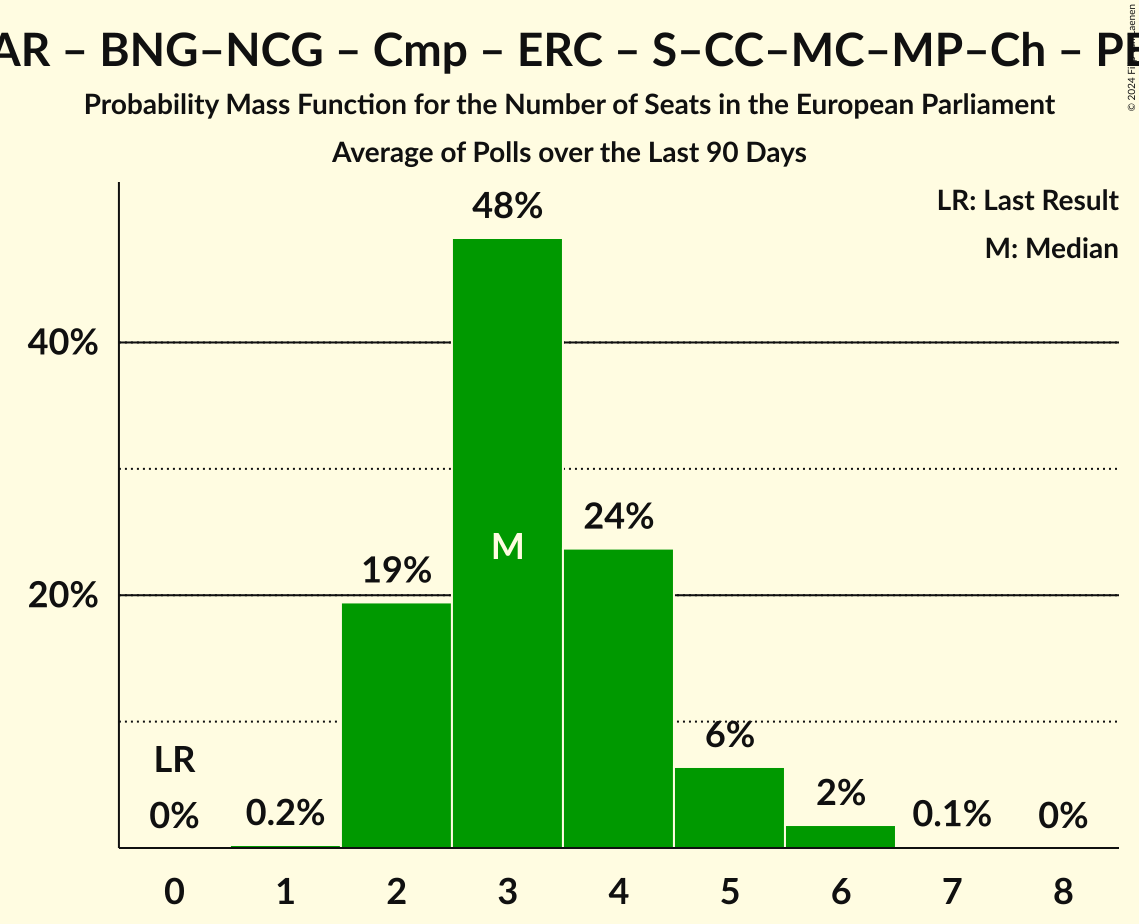 AR – BNG–NCG – Cmp – ERC – S–CC–MC–MP–Ch – PE
Probability Mass Function for the Number of Seats in the European Parliament
Average of Polls over the Last 90 Days
© 2024
LR: Last Result
M: Median
48%
40%
24%
M
19%
20%
6%
LR
2%
0%
0.2%
0.1%
0%
0 1 2 3 4 5 6 7 8